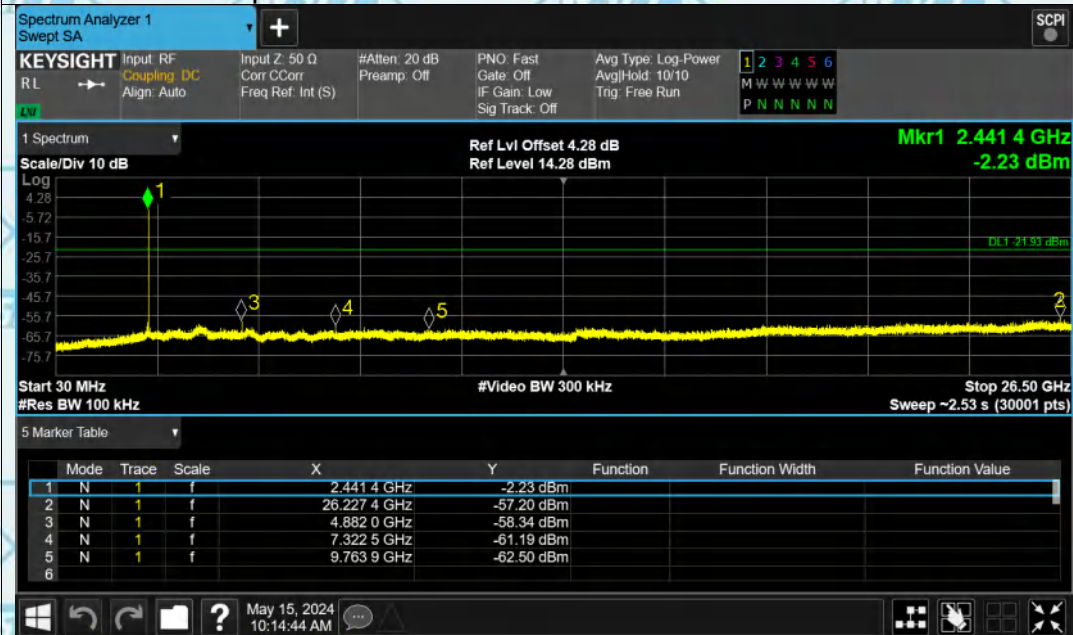 Spectrum Analyzer 1
Swept SA
+
SCPI
KEYSIGHT Input: RF Input Z: 50 Ω #Atten: 20 dB PNO: Fast Avg Type: Log-Power 1 2 3 4 5 6
RL Coupling: DC Corr CCorr Preamp: Off Gate: Off Avg|Hold: 10/10 M W W W W W
Align: Auto Freq Ref: Int (S) IF Gain: Low Trig: Free Run
Sig Track: Off P N N N N N
LNI
1 Spectrum Ref Lvl Offset 4.28 dB Mkr1 2.441 4 GHz
Scale/Div 10 dB Ref Level 14.28 dBm -2.23 dBm
Log
1
4.28
-5.72
-15.7
DL1 -21.93 dBm
-25.7
-35.7
-45.7
3 4 5 2
-55.7
-65.7
-75.7
Start 30 MHz #Video BW 300 kHz Stop 26.50 GHz
#Res BW 100 kHz Sweep ~2.53 s (30001 pts)
5 Marker Table
Mode Trace Scale X Y Function Function Width Function Value
1 N 1 f 2.441 4 GHz -2.23 dBm
2 N 1 f 26.227 4 GHz -57.20 dBm
3 N 1 f 4.882 0 GHz -58.34 dBm
4 N 1 f 7.322 5 GHz -61.19 dBm
5 N 1 f 9.763 9 GHz -62.50 dBm
6
? May 15, 2024
10:14:44 AM